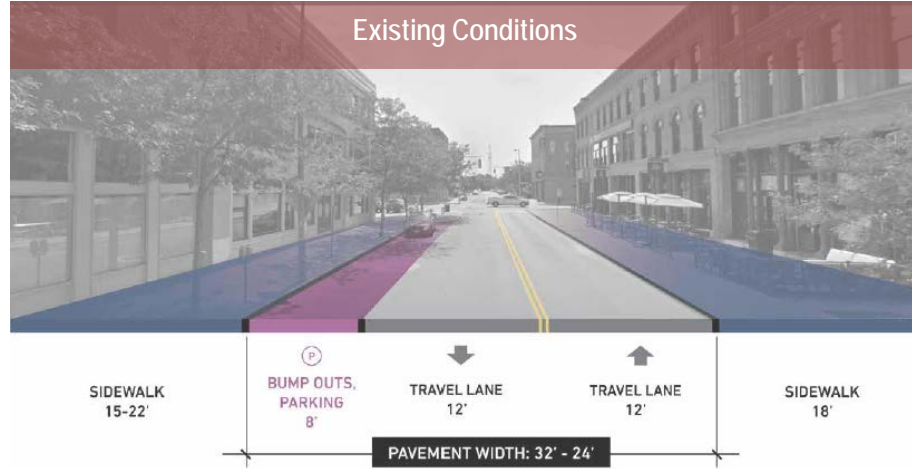 Existing Conditions
P
SIDEWALK
15-22'
BUMP OUTS,
PARKING
8'
TRAVEL LANE
12'
TRAVEL LANE
12'
SIDEWALK
18'
PAVEMENT WIDTH: 32' - 24'